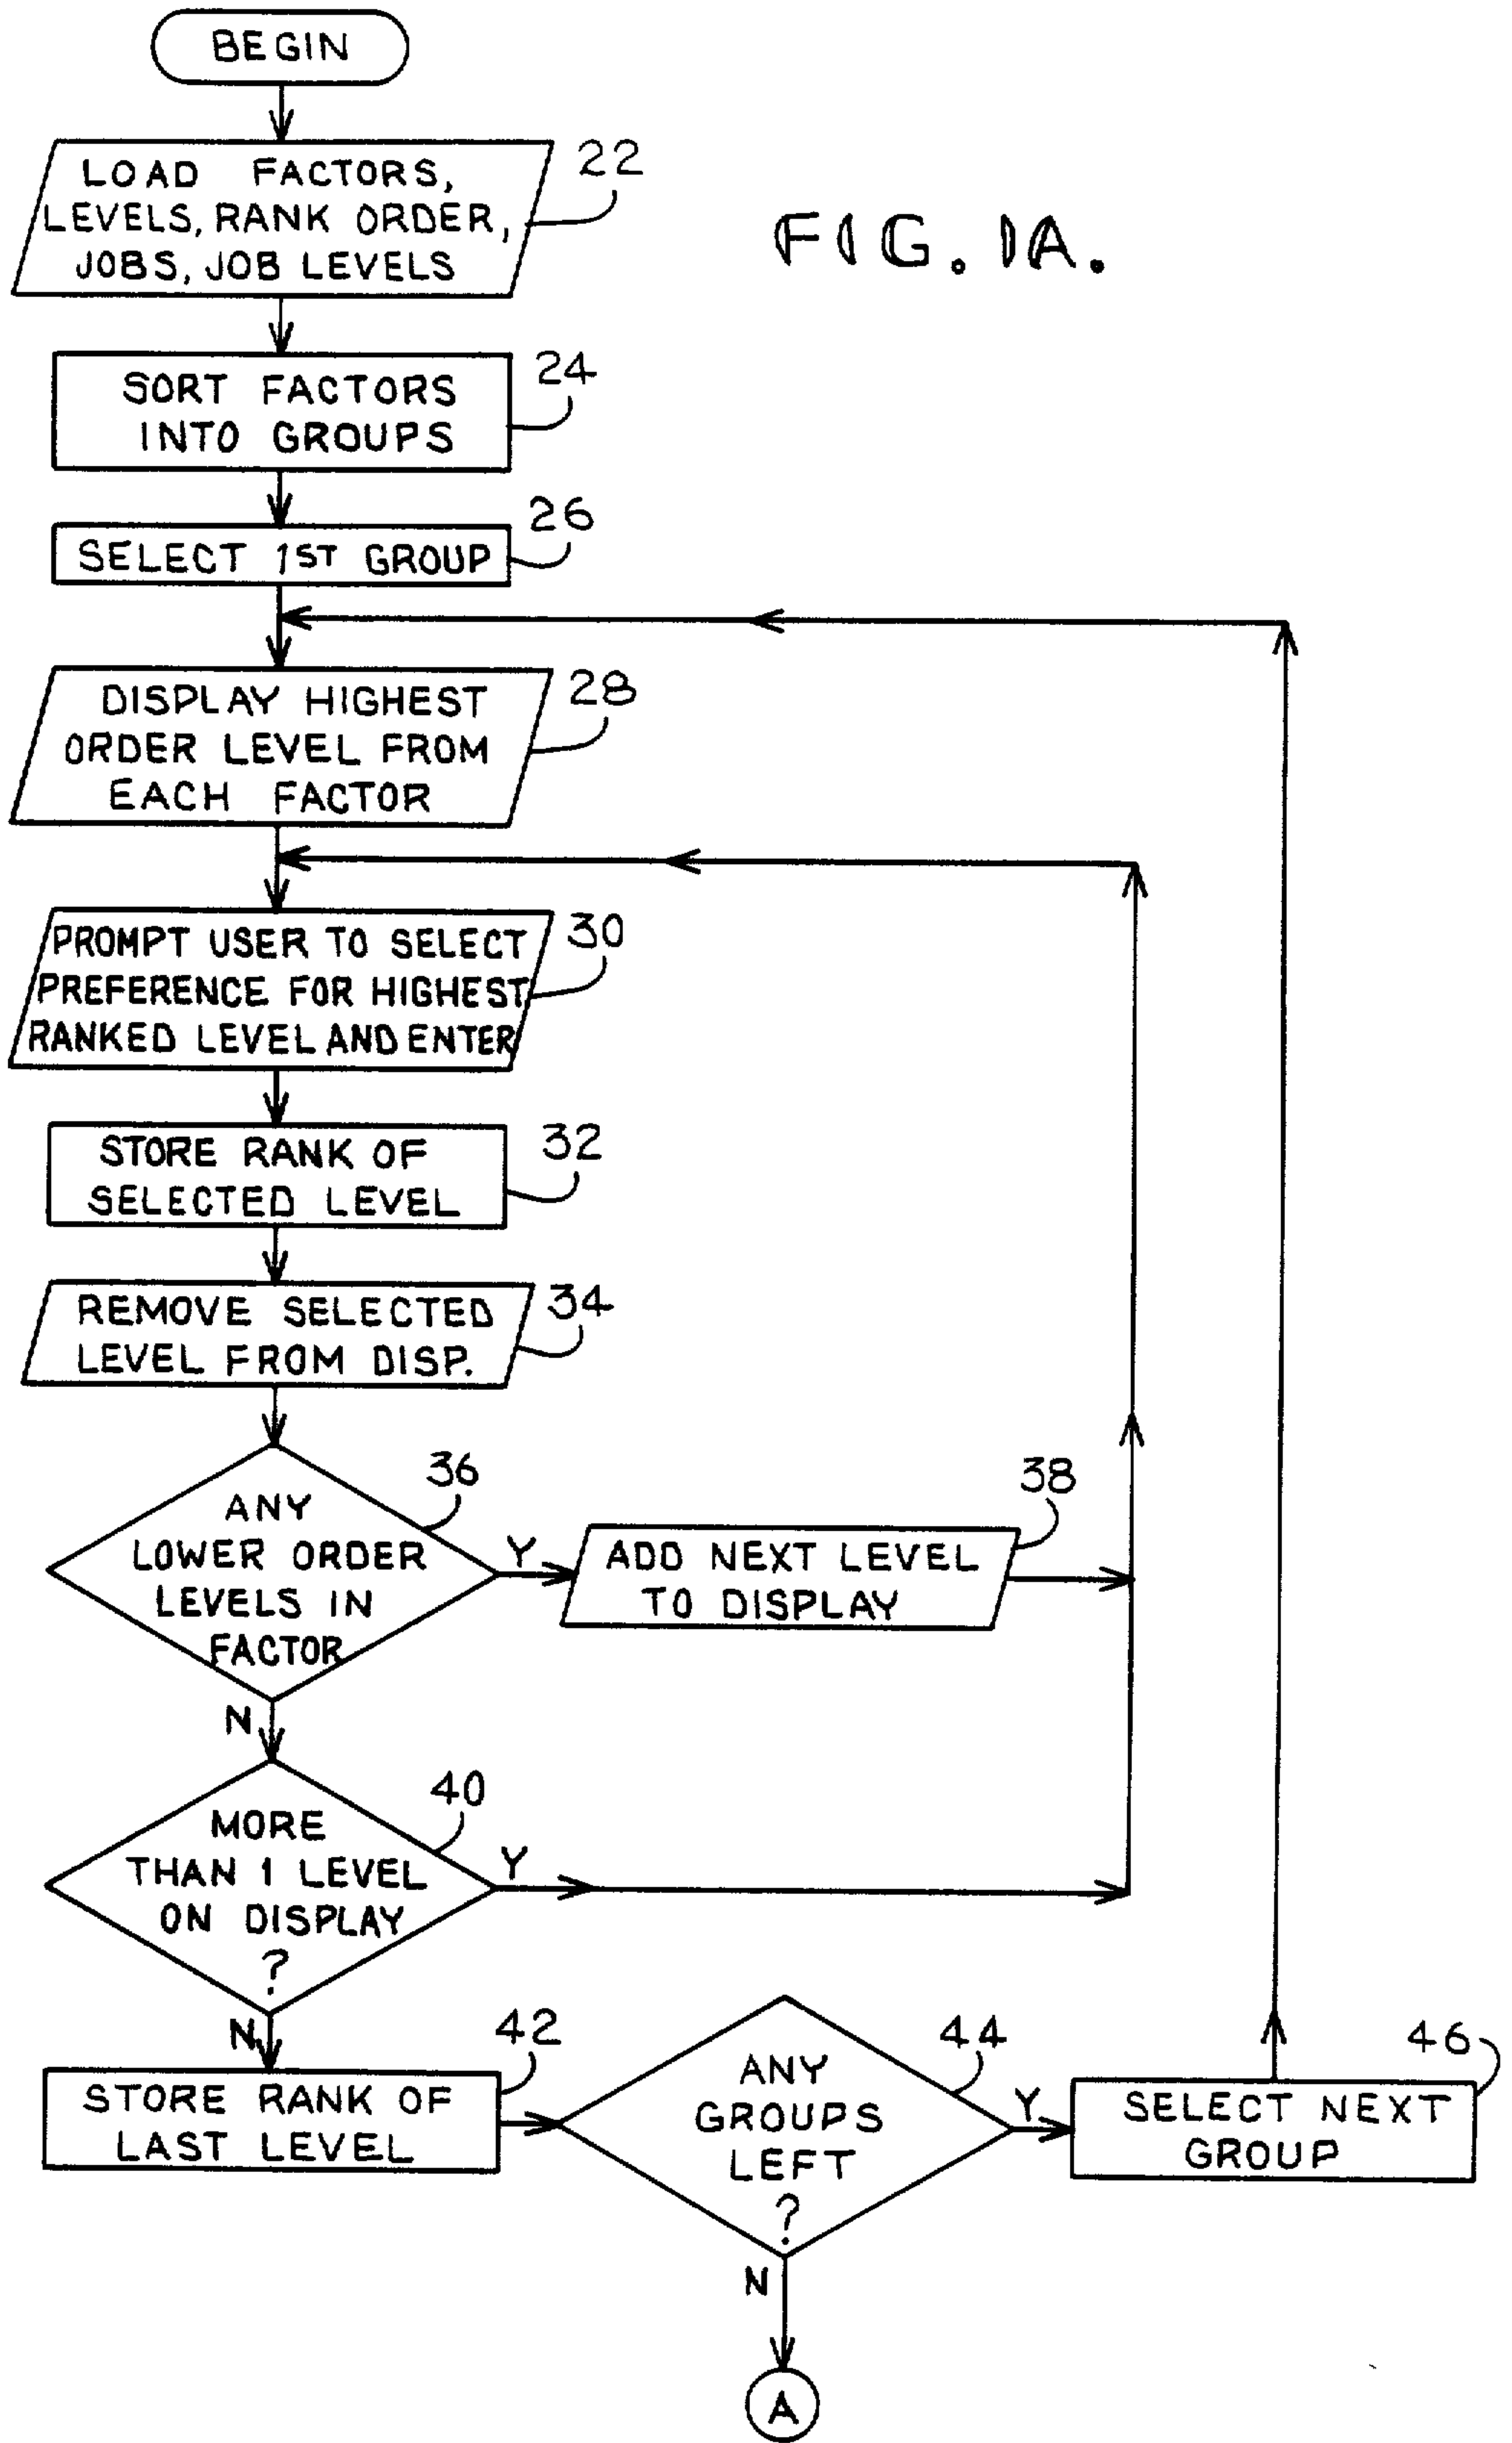 BEGIN
LOAD FACTORS,
LEVELS, RANK ORDER,
JOBS, JOB LEVELS
22
FIG. 1A.
SORT FACTORS
INTO GROUPS
24
SELECT 1ST GROUP
26
DISPLAY HIGHEST
ORDER LEVEL FROM
EACH FACTOR
28
PROMPT USER TO SELECT
PREFERENCE FOR HIGHEST
RANKED LEVEL AND ENTER
30
STORE RANK OF
SELECTED LEVEL
32
REMOVE SELECTED
LEVEL FROM DISP.
34
ANY
LOWER ORDER
LEVELS IN
FACTOR
36
Y
ADD NEXT LEVEL
TO DISPLAY
38
N
MORE
THAN 1 LEVEL
ON DISPLAY
?
40
Y
N
STORE RANK OF
LAST LEVEL
42
ANY
GROUPS
LEFT
?
44
Y
SELECT NEXT
GROUP
46
N
A